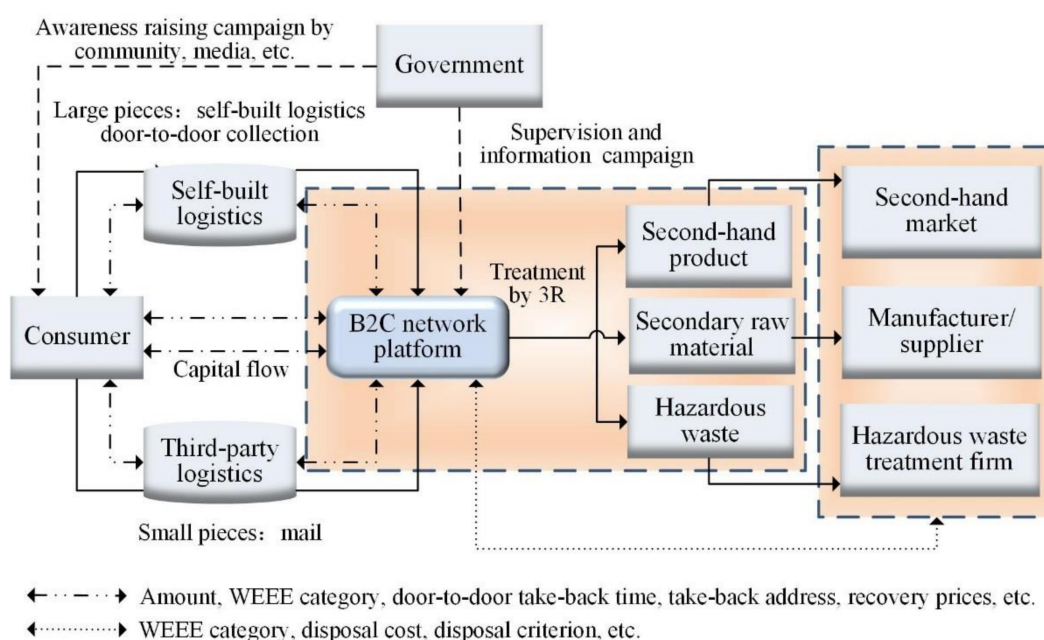 Awareness raising campaign by
community, media, etc.
Government
Large pieces: self-built logistics
door-to-door collection
Supervision and
information campaign
Self-built
logistics
Second-hand
product
Second-hand
market
Treatment
by 3R
Consumer
B2C network
platform
Secondary raw
material
Manufacturer/
supplier
Capital flow
Hazardous
waste
Third-party
logistics
Hazardous waste
treatment firm
Small pieces: mail
Amount, WEEE category, door-to-door take-back time, take-back address, recovery prices, etc.
WEEE category, disposal cost, disposal criterion, etc.